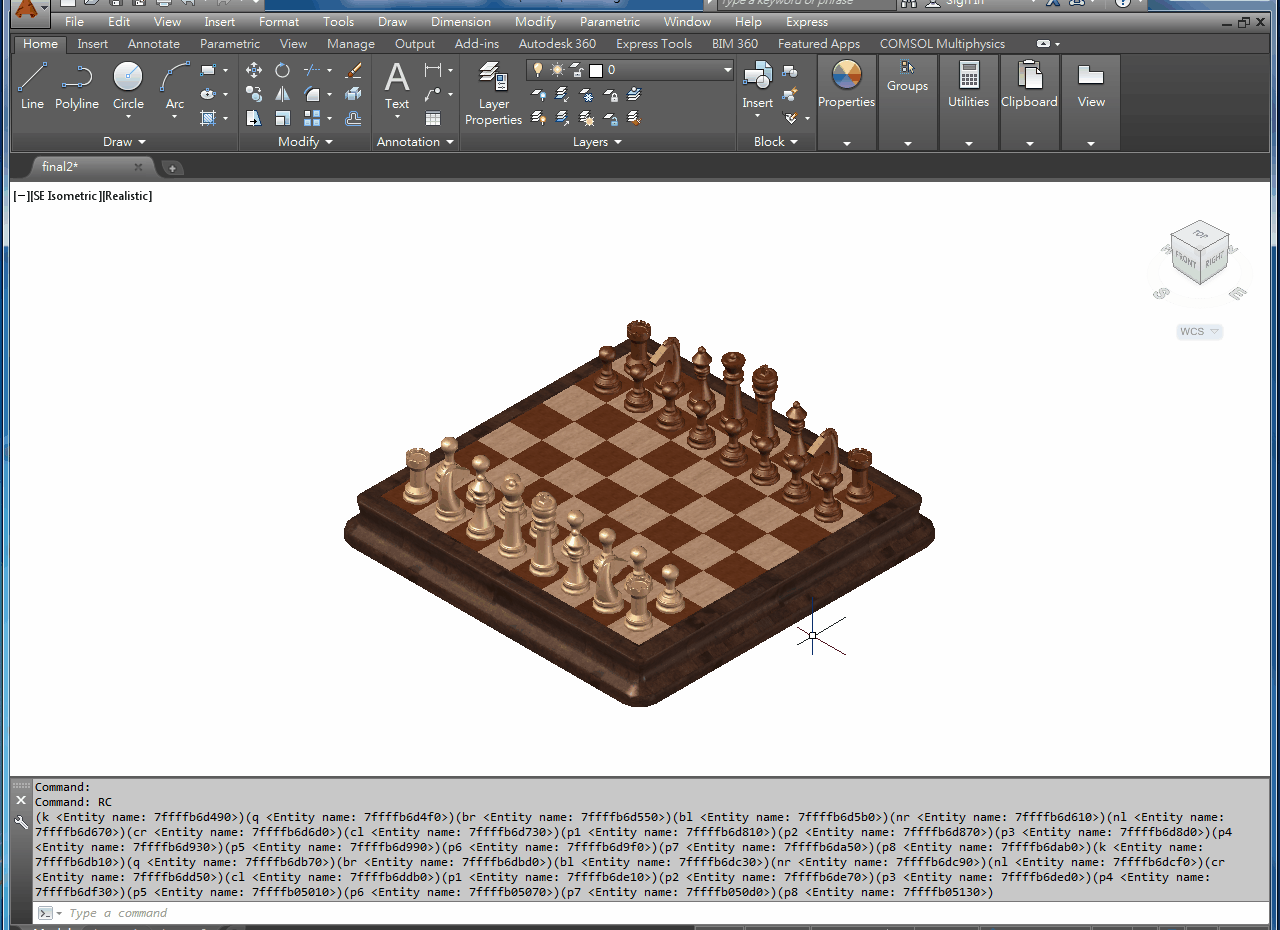 Type a keyword or phrase
Sign In
File Edit View Insert Format Tools Draw Dimension Modify Parametric Window Help Express
Home Insert Annotate Parametric View Manage Output Add-ins Autodesk 360 Express Tools BIM 360 Featured Apps COMSOL Multiphysics
0
Line Polyline Circle Arc Text Layer Properties Insert Properties Groups Utilities Clipboard View
Draw Modify Annotation Layers Block
final2*
[−][SE Isometric][Realistic]
TOP
FRONT RIGHT
S E
WCS
Command:
Command: RC
(k <Entity name: 7ffffb6d490>)(q <Entity name: 7ffffb6d4f0>)(br <Entity name: 7ffffb6d550>)(bl <Entity name: 7ffffb6d5b0>)(nr <Entity name: 7ffffb6d610>)(nl <Entity name:
7ffffb6d670>)(cr <Entity name: 7ffffb6d6d0>)(cl <Entity name: 7ffffb6d730>)(p1 <Entity name: 7ffffb6d810>)(p2 <Entity name: 7ffffb6d870>)(p3 <Entity name: 7ffffb6d8d0>)(p4
<Entity name: 7ffffb6d930>)(p5 <Entity name: 7ffffb6d990>)(p6 <Entity name: 7ffffb6d9f0>)(p7 <Entity name: 7ffffb6da50>)(p8 <Entity name: 7ffffb6dab0>)(k <Entity name:
7ffffb6db10>)(q <Entity name: 7ffffb6db70>)(br <Entity name: 7ffffb6dbd0>)(bl <Entity name: 7ffffb6dc30>)(nr <Entity name: 7ffffb6dc90>)(nl <Entity name: 7ffffb6dcf0>)(cr
<Entity name: 7ffffb6dd50>)(cl <Entity name: 7ffffb6ddb0>)(p1 <Entity name: 7ffffb6de10>)(p2 <Entity name: 7ffffb6de70>)(p3 <Entity name: 7ffffb6ded0>)(p4 <Entity name:
7ffffb6df30>)(p5 <Entity name: 7ffffb05010>)(p6 <Entity name: 7ffffb05070>)(p7 <Entity name: 7ffffb050d0>)(p8 <Entity name: 7ffffb05130>)
Type a command